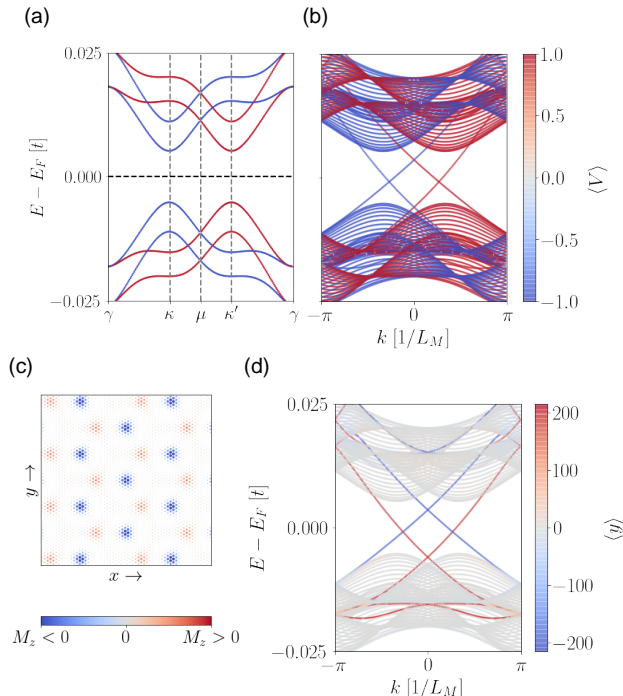 (a)
(b)
0.025
0.000
−0.025
E − E_F [t]
γ κ μ κ′ γ
−π 0 π
k [1/L_M]
1.0
0.5
0.0
−0.5
−1.0
⟨V⟩
(c)
(d)
y →
x →
M_z < 0 0 M_z > 0
0.025
0.000
−0.025
E − E_F [t]
−π 0 π
k [1/L_M]
200
100
0
−100
−200
⟨y⟩